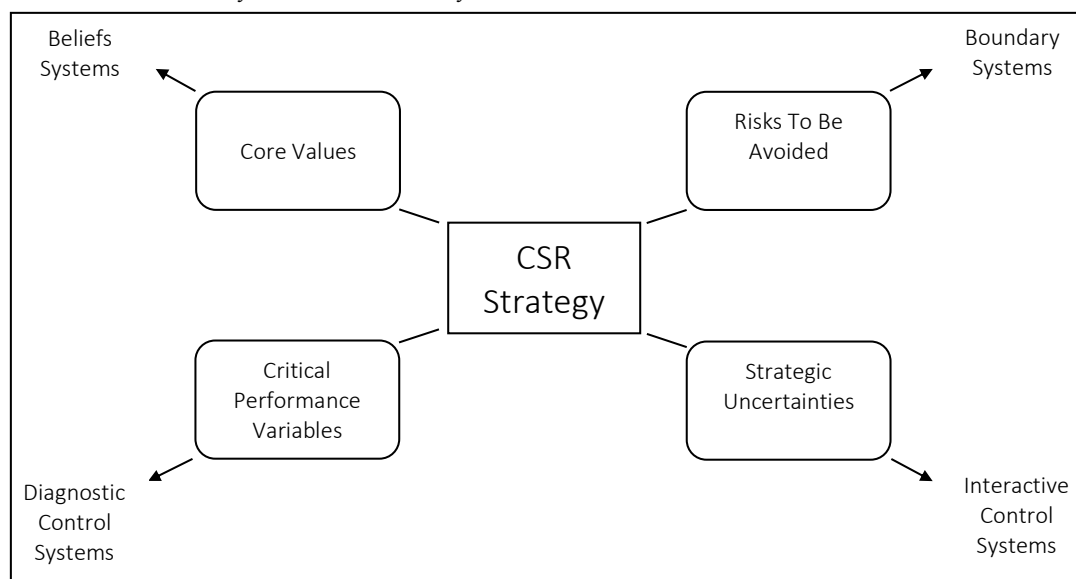 Beliefs
Systems
Boundary
Systems
Core Values
Risks To Be
Avoided
CSR
Strategy
Critical
Performance
Variables
Strategic
Uncertainties
Diagnostic
Control
Systems
Interactive
Control
Systems